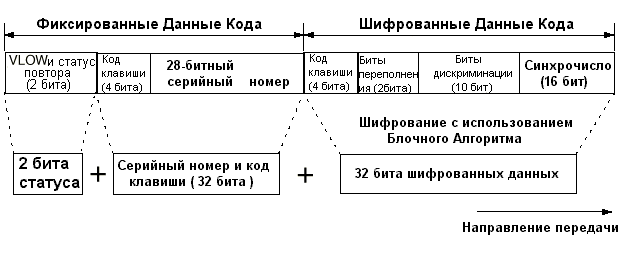 Фиксированные Данные Кода
Шифрованные Данные Кода
VLOWи статус
повтора
(2 бита)
Код
клавиши
(4 бита)
28-битный
серийный номер
Код
клавиши
(4 бита)
Биты
переполнен
ия (2бита)
Биты
дискриминации
(10 бит)
Синхрочисло
(16 бит)
Шифрование с использованием
Блочного Алгоритма
2 бита
статуса
+
Серийный номер и код
клавиши ( 32 бита )
+
32 бита шифрованных данных
Направление передачи